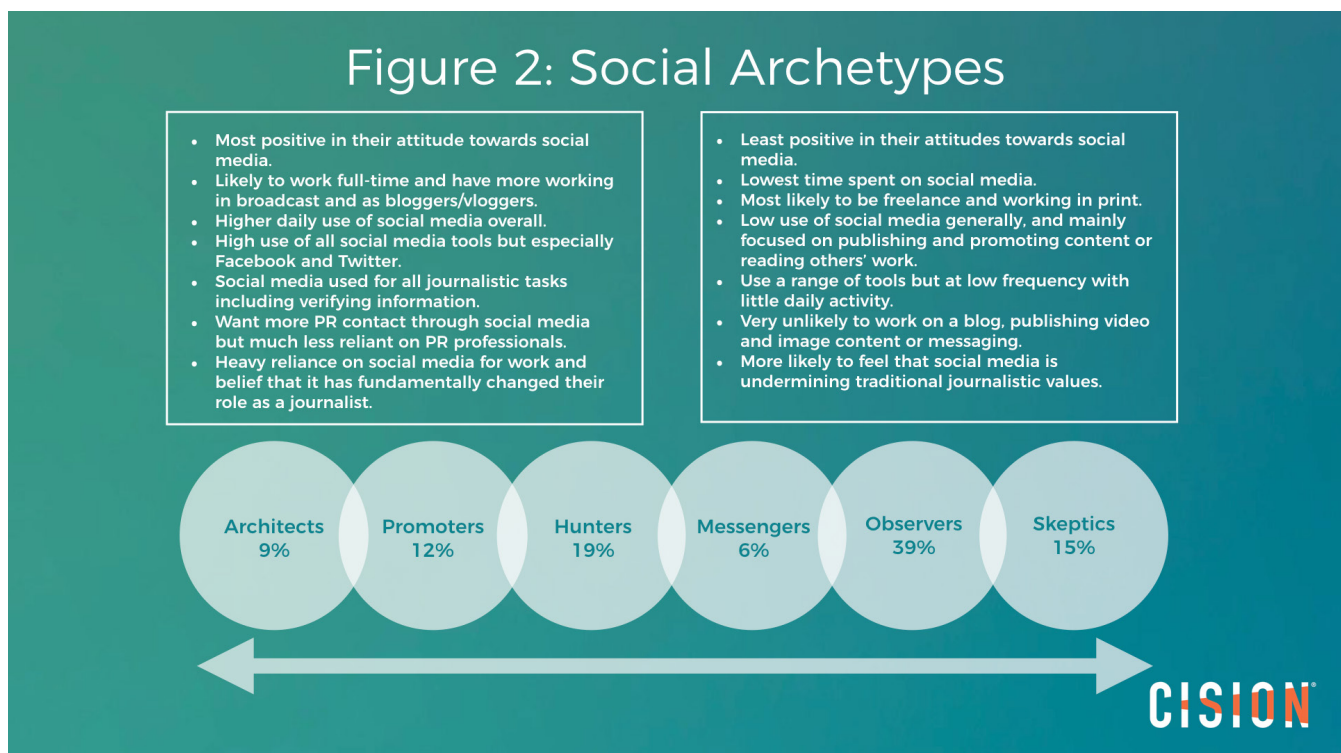 Figure 2: Social Archetypes
• Most positive in their attitude towards social
media.
• Likely to work full-time and have more working
in broadcast and as bloggers/vloggers.
• Higher daily use of social media overall.
• High use of all social media tools but especially
Facebook and Twitter.
• Social media used for all journalistic tasks
including verifying information.
• Want more PR contact through social media
but much less reliant on PR professionals.
• Heavy reliance on social media for work and
belief that it has fundamentally changed their
role as a journalist.
• Least positive in their attitudes towards social
media.
• Lowest time spent on social media.
• Most likely to be freelance and working in print.
• Low use of social media generally, and mainly
focused on publishing and promoting content or
reading others’ work.
• Use a range of tools but at low frequency with
little daily activity.
• Very unlikely to work on a blog, publishing video
and image content or messaging.
• More likely to feel that social media is
undermining traditional journalistic values.
Architects
9%
Promoters
12%
Hunters
19%
Messengers
6%
Observers
39%
Skeptics
15%
CISION®